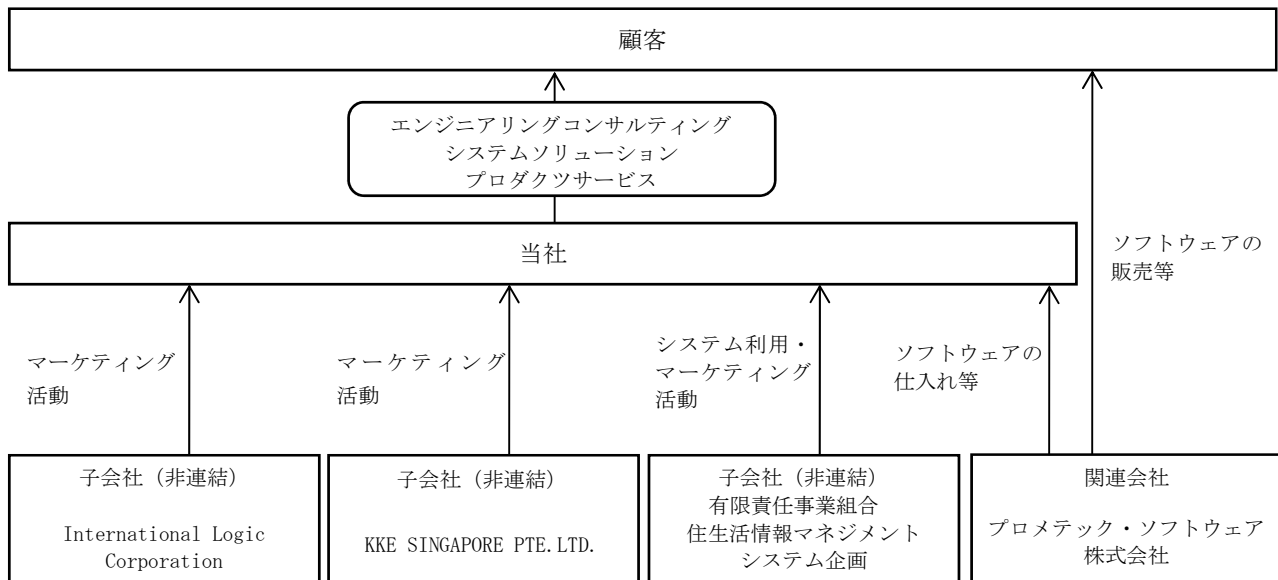 顧客
エンジニアリングコンサルティング
システムソリューション
プロダクツサービス
当社
ソフトウェアの
販売等
マーケティング
活動
マーケティング
活動
システム利用・
マーケティング
活動
ソフトウェアの
仕入れ等
子会社（非連結）
International Logic
Corporation
子会社（非連結）
KKE SINGAPORE PTE.LTD.
子会社（非連結）
有限責任事業組合
住生活情報マネジメント
システム企画
関連会社
プロメテック・ソフトウェア
株式会社